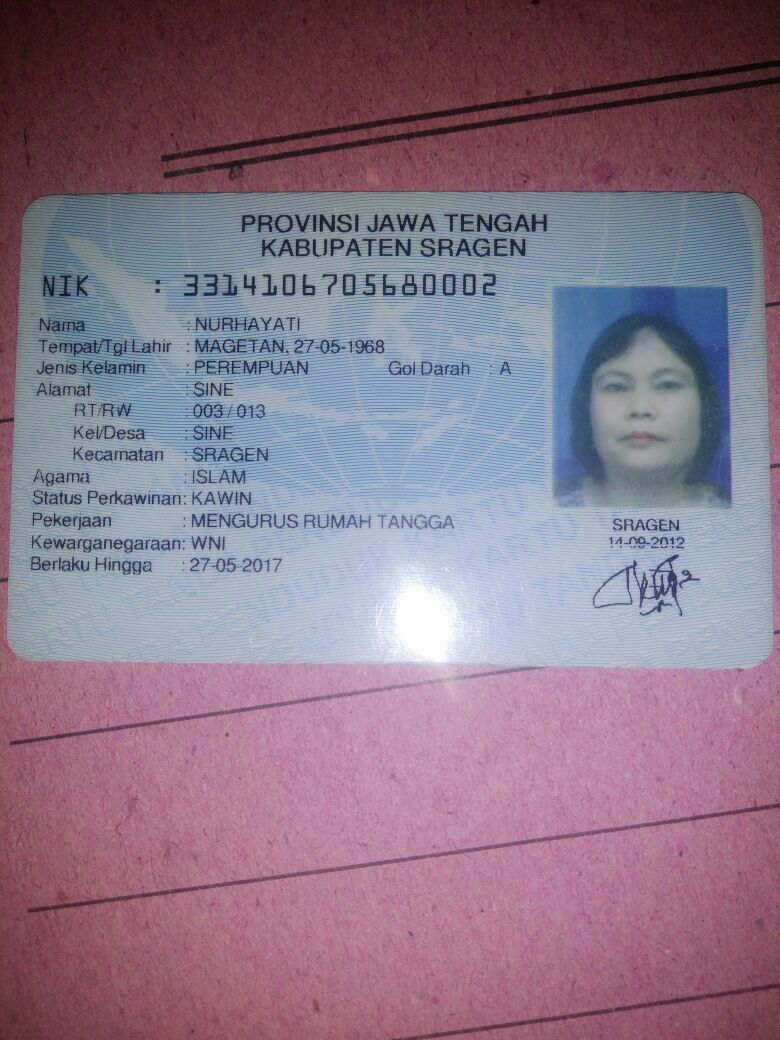 PROVINSI JAWA TENGAH
KABUPATEN SRAGEN
NIK : 3314106705680002
Nama : NURHAYATI
Tempat/Tgl Lahir : MAGETAN, 27-05-1968
Jenis Kelamin : PEREMPUAN Gol Darah : A
Alamat : SINE
RT/RW : 003 / 013
Kel/Desa : SINE
Kecamatan : SRAGEN
Agama : ISLAM
Status Perkawinan: KAWIN
Pekerjaan : MENGURUS RUMAH TANGGA
Kewarganegaraan: WNI
Berlaku Hingga : 27-05-2017
SRAGEN
14-09-2012